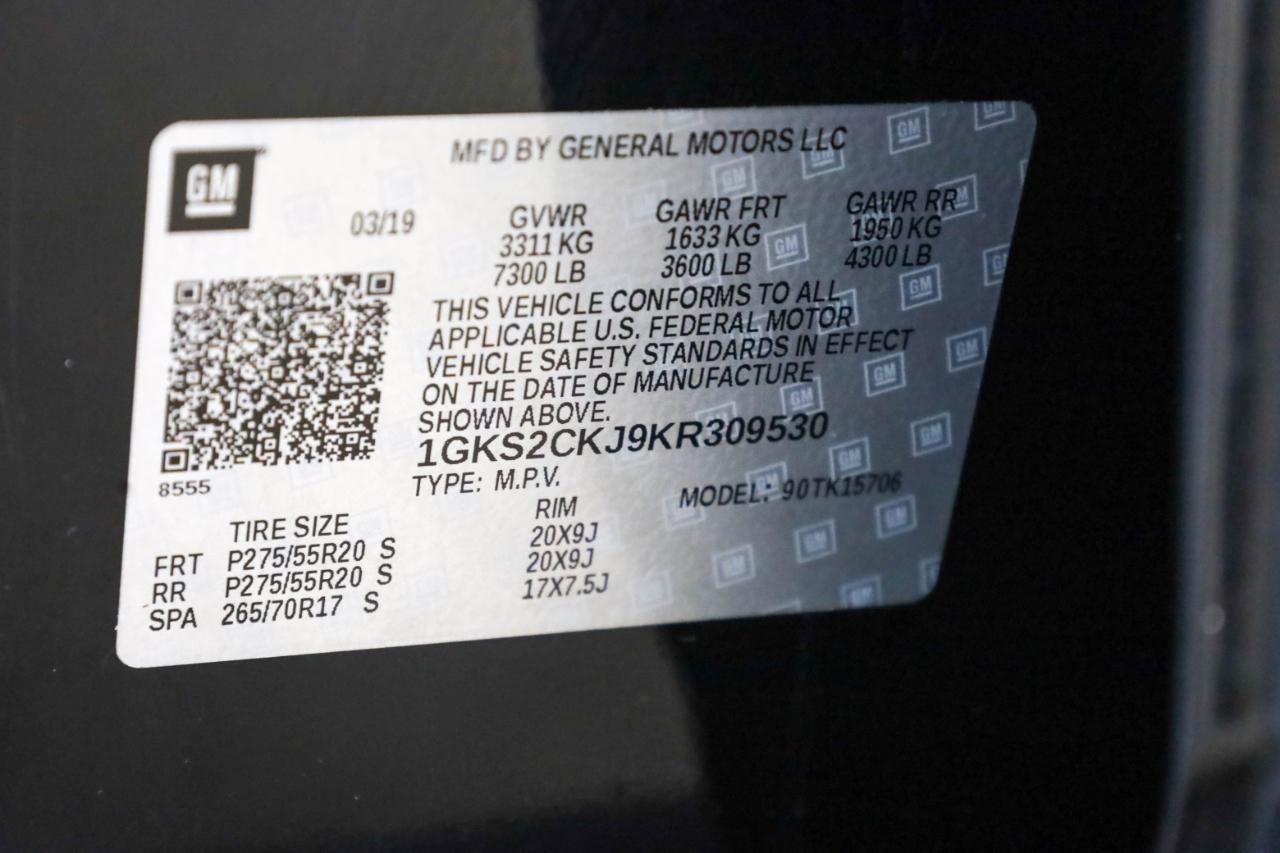 GM
MFD BY GENERAL MOTORS LLC
03/19 GVWR GAWR FRT GAWR RR
3311 KG 1633 KG 1950 KG
7300 LB 3600 LB 4300 LB
THIS VEHICLE CONFORMS TO ALL
APPLICABLE U.S. FEDERAL MOTOR
VEHICLE SAFETY STANDARDS IN EFFECT
ON THE DATE OF MANUFACTURE
SHOWN ABOVE.
1GKS2CKJ9KR309530
8555
TYPE: M.P.V. MODEL: 90TK15706
TIRE SIZE RIM
FRT P275/55R20 S 20X9J
RR P275/55R20 S 20X9J
SPA 265/70R17 S 17X7.5J